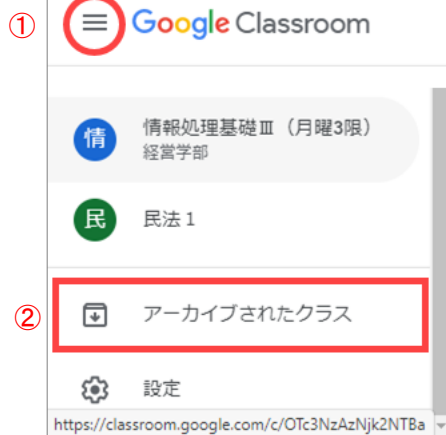 ① Google Classroom
情 情報処理基礎Ⅲ（月曜3限）
経営学部
民 民法 1
② アーカイブされたクラス
設定
https://classroom.google.com/c/OTc3NzAzNjk2NTBa